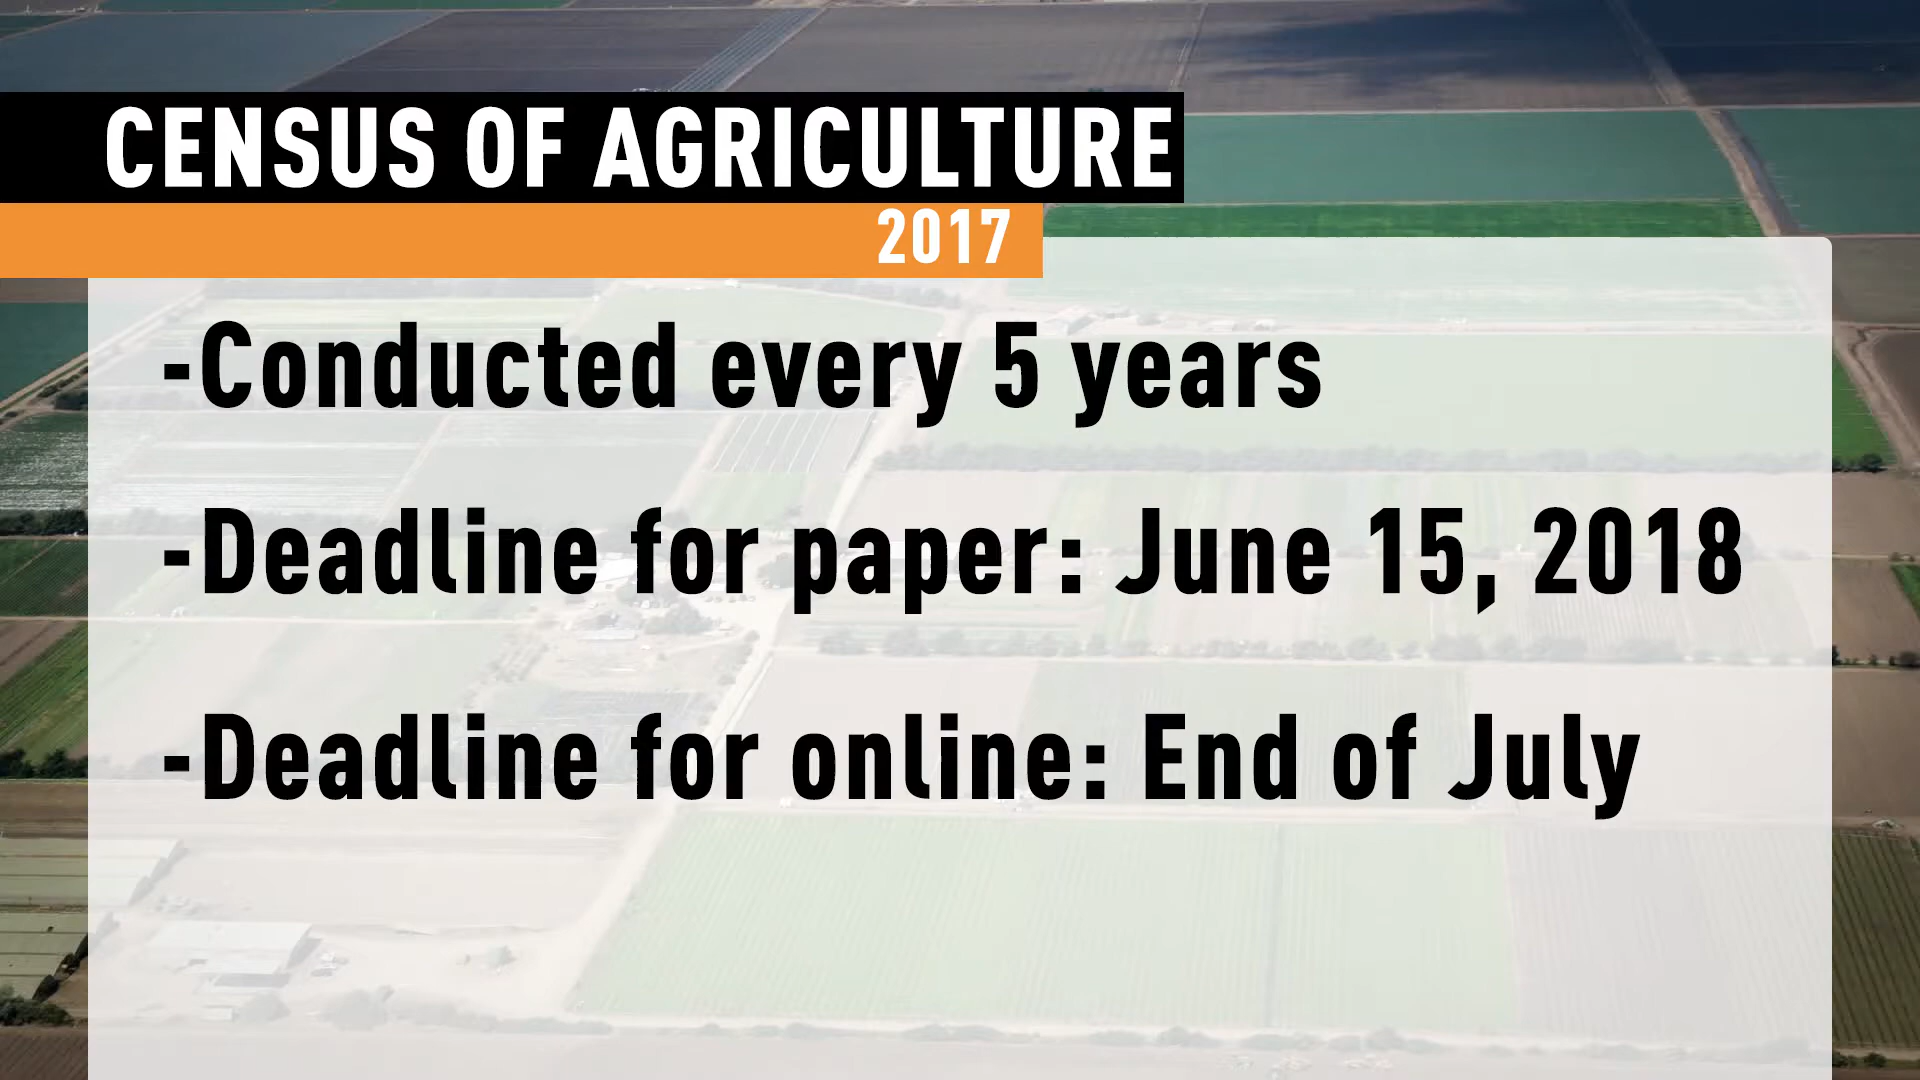 CENSUS OF AGRICULTURE
2017
-Conducted every 5 years
-Deadline for paper: June 15, 2018
-Deadline for online: End of July